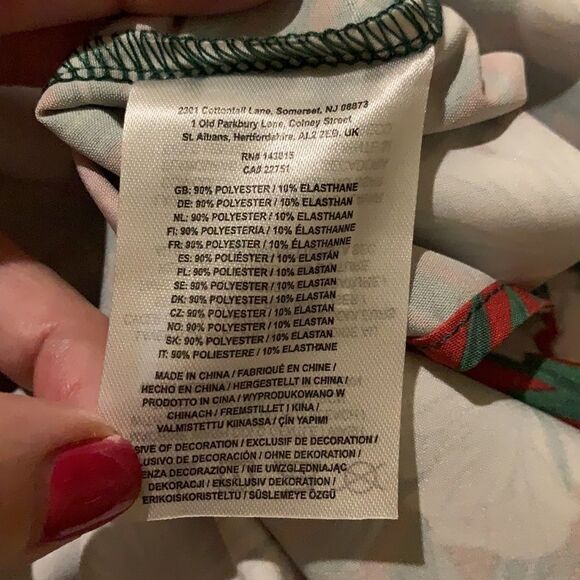 2301 Cottontail Lane, Somerset, NJ 08873
1 Old Parkbury Lane, Colney Street
St. Albans, Hertfordshire, AL2 2EB, UK
RN# 143815
CA# 22751
GB: 90% POLYESTER / 10% ELASTHANE
DE: 90% POLYESTER / 10% ELASTHAN
NL: 90% POLYESTER / 10% ELASTHAAN
FI: 90% POLYESTERIA / 10% ÉLASTHANNE
FR: 90% POLYESTER / 10% ÉLASTHANNE
ES: 90% POLIÉSTER / 10% ELASTÁN
PL: 90% POLIESTER / 10% ELASTAN
SE: 90% POLYESTER / 10% ELASTAN
DK: 90% POLYESTER / 10% ELASTAN
CZ: 90% POLYESTER / 10% ELASTAN
NO: 90% POLYESTER / 10% ELASTAN
SK: 90% POLYESTER / 10% ELASTAN
IT: 90% POLIESTERE / 10% ELASTHANE
MADE IN CHINA / FABRIQUÉ EN CHINE /
HECHO EN CHINA / HERGESTELLT IN CHINA /
PRODOTTO IN CINA / WYPRODUKOWANO W
CHINACH / FREMSTILLET I KINA /
VALMISTETTU KIINASSA / ÇİN YAPIMI
SIVE OF DECORATION / EXCLUSIF DE DECORATION /
LUSIVO DE DECORACIÓN / OHNE DEKORATION /
ENZA DECORAZIONE / NIE UWZGLĘDNIAJĄC
DEKORACJI / EKSKLUSIV DEKORATION /
ERIKOISKORISTELTU / SÜSLEMEYE ÖZGÜ